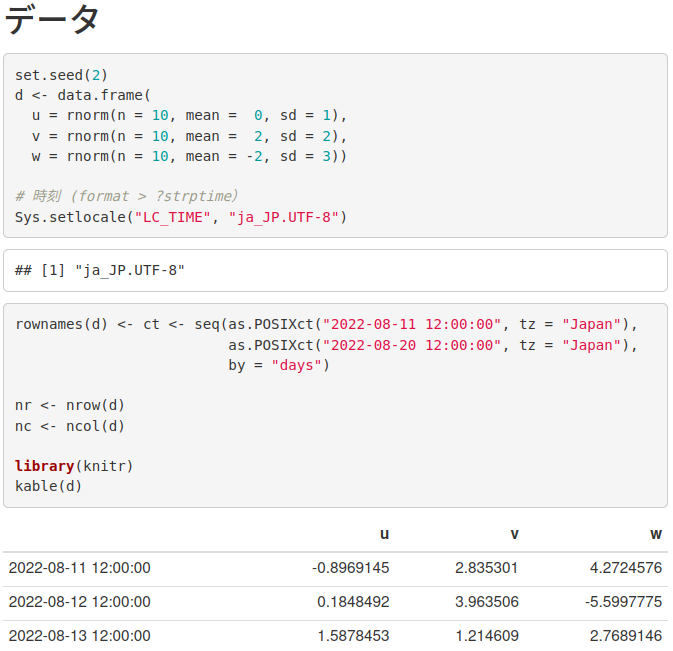 データ
set.seed(2)
d <- data.frame(
  u = rnorm(n = 10, mean =  0, sd = 1),
  v = rnorm(n = 10, mean =  2, sd = 2),
  w = rnorm(n = 10, mean = -2, sd = 3))
# 時刻 (format > ?strptime）
Sys.setlocale("LC_TIME", "ja_JP.UTF-8")
## [1] "ja_JP.UTF-8"
rownames(d) <- ct <- seq(as.POSIXct("2022-08-11 12:00:00", tz = "Japan"),
                         as.POSIXct("2022-08-20 12:00:00", tz = "Japan"),
                         by = "days")
nr <- nrow(d)
nc <- ncol(d)
library(knitr)
kable(d)
u v w
2022-08-11 12:00:00 -0.8969145 2.835301 4.2724576
2022-08-12 12:00:00 0.1848492 3.963506 -5.5997775
2022-08-13 12:00:00 1.5878453 1.214609 2.7689146